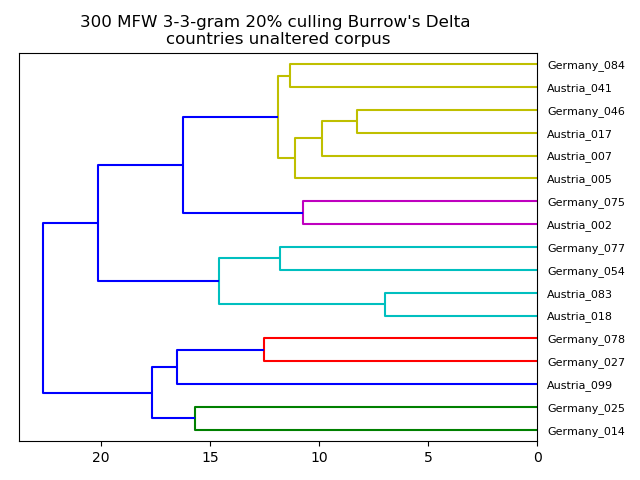 300 MFW 3-3-gram 20% culling Burrow's Delta
countries unaltered corpus
Germany_084
Austria_041
Germany_046
Austria_017
Austria_007
Austria_005
Germany_075
Austria_002
Germany_077
Germany_054
Austria_083
Austria_018
Germany_078
Germany_027
Austria_099
Germany_025
Germany_014
20 15 10 5 0